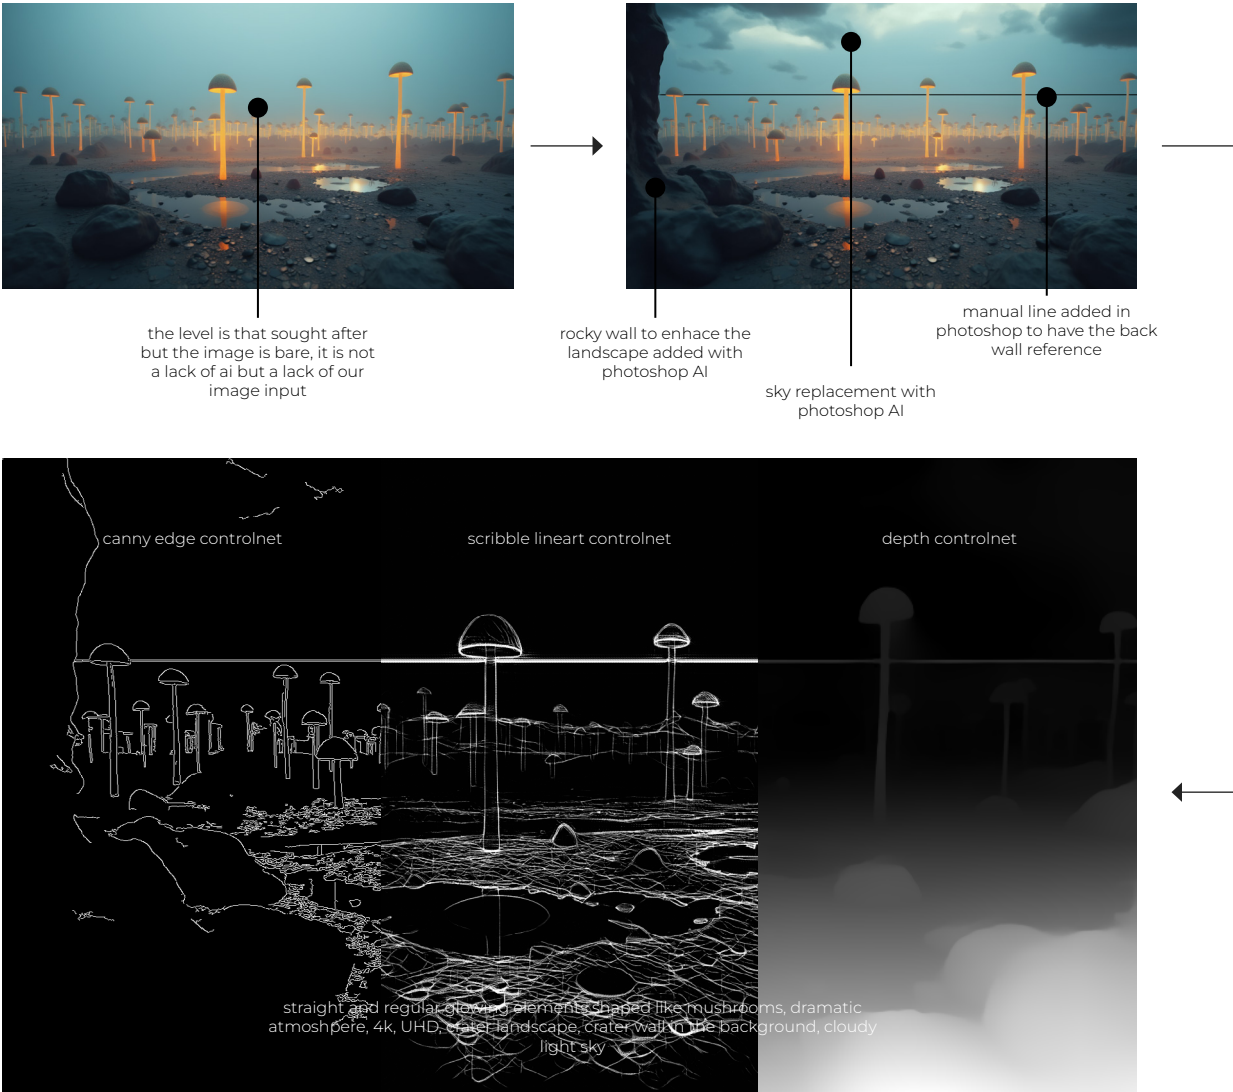 the level is that sought after
but the image is bare, it is not
a lack of ai but a lack of our
image input
rocky wall to enhace the
landscape added with
photoshop AI
sky replacement with
photoshop AI
manual line added in
photoshop to have the back
wall reference
canny edge controlnet
scribble lineart controlnet
depth controlnet
straight and regular glowing elements shaped like mushrooms, dramatic
atmoshpere, 4k, UHD, crater landscape, crater wall in the background, cloudy
light sky